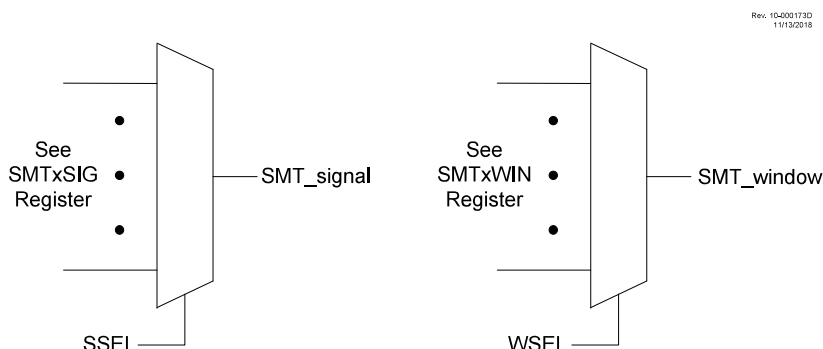 Rev. 10-000173D
11/13/2018
See
SMTxSIG
Register
SMT_signal
SSEL
See
SMTxWIN
Register
SMT_window
WSEL